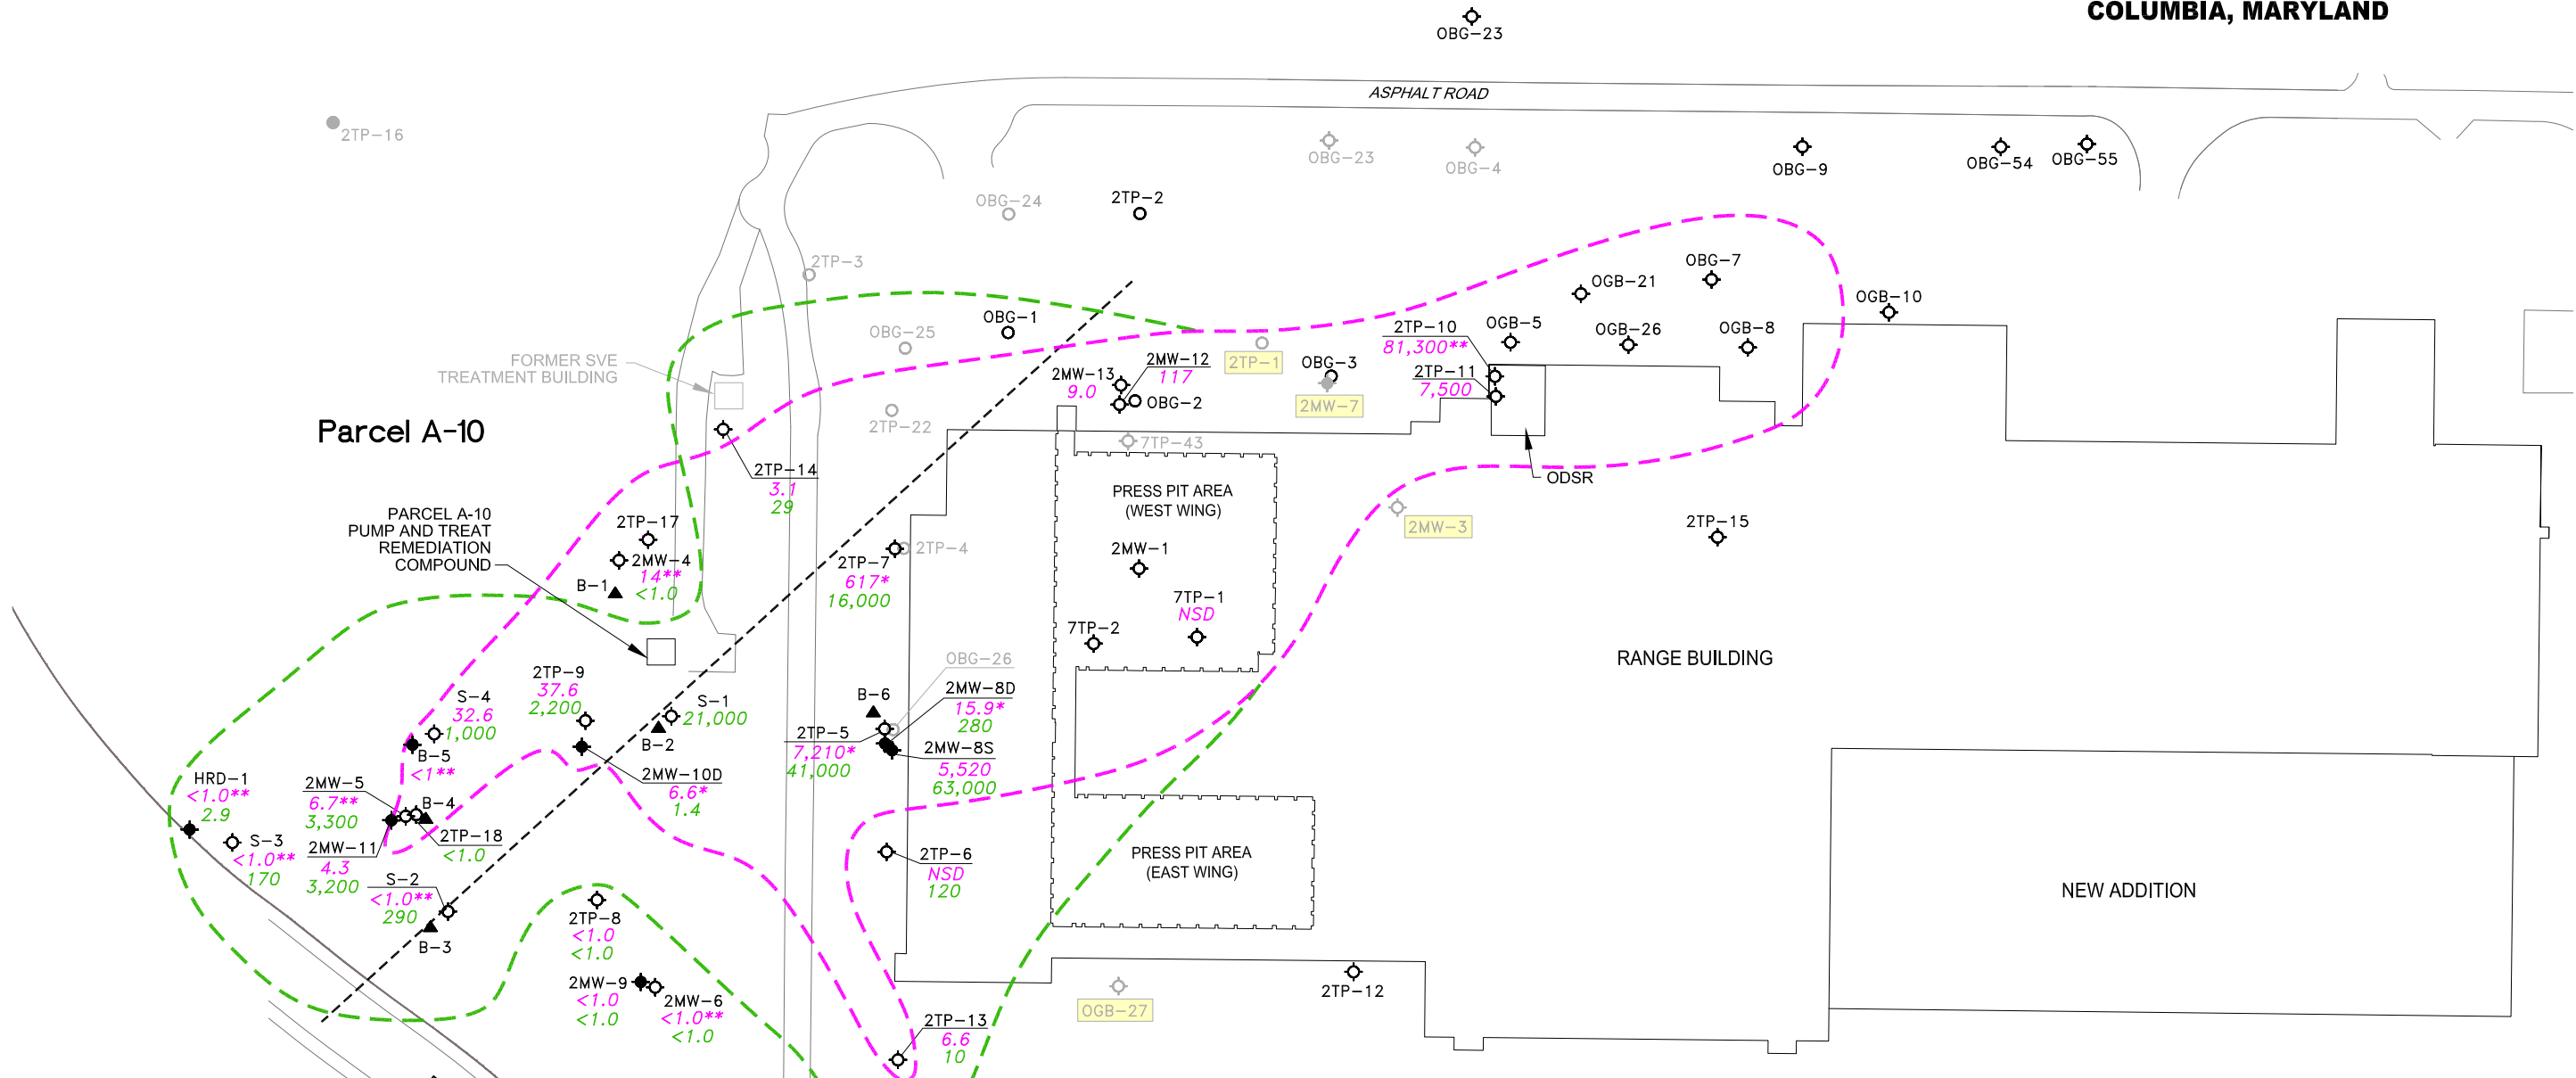 COLUMBIA, MARYLAND
OBG-23
ASPHALT ROAD
2TP-16
OBG-23
OBG-4
OBG-9
OBG-54
OBG-55
OBG-24
2TP-2
2TP-3
OBG-7
OGB-21
OGB-10
OBG-1
OBG-25
2TP-10
81,300**
OGB-5
OGB-26
OGB-8
FORMER SVE
TREATMENT BUILDING
2MW-12
117
2TP-1
OBG-3
2MW-13
9.0
OBG-2
2TP-11
7,500
2MW-7
2TP-22
Parcel A-10
7TP-43
2TP-14
3.1
29
ODSR
PRESS PIT AREA
(WEST WING)
PARCEL A-10
PUMP AND TREAT
REMEDIATION
COMPOUND
2TP-17
2MW-4
14**
<1.0
B-1
2MW-3
2TP-15
2TP-4
2TP-7
617*
16,000
2MW-1
7TP-1
NSD
7TP-2
RANGE BUILDING
OBG-26
2TP-9
37.6
2,200
S-4
32.6
1,000
S-1
21,000
B-2
B-6
2MW-8D
15.9*
280
2TP-5
7,210*
41,000
2MW-8S
5,520
63,000
B-5
<1**
2MW-10D
6.6*
1.4
HRD-1
<1.0**
2.9
2MW-5
6.7**
3,300
B-4
2TP-18
<1.0
S-3
<1.0**
170
2MW-11
4.3
3,200
S-2
<1.0**
290
B-3
2TP-6
NSD
120
PRESS PIT AREA
(EAST WING)
NEW ADDITION
2TP-8
<1.0
<1.0
2MW-9
<1.0
<1.0
2MW-6
<1.0**
<1.0
2TP-12
OGB-27
2TP-13
6.6
10